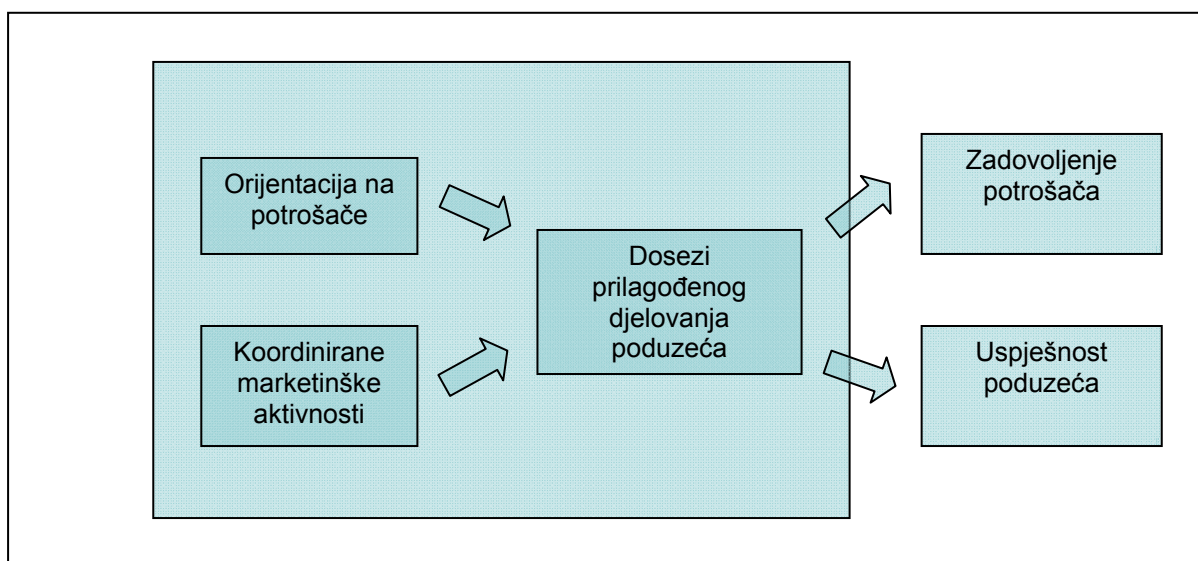 Orijentacija na
potrošače
Koordinirane
marketinške
aktivnosti
Dosezi
prilagođenog
djelovanja
poduzeća
Zadovoljenje
potrošača
Uspješnost
poduzeća